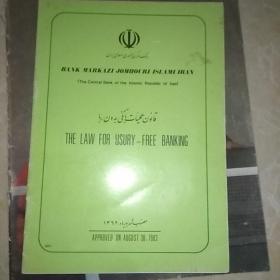 BANK MARKAZI JOMHOURI ISLAMI IRAN
(The Central Bank of the Islamic Republic of Iran)
قانون عملیات بانکی بدون ربا
THE LAW FOR USURY-FREE BANKING
۱۳۶۲
APPROVED ON AUGUST 30, 1983